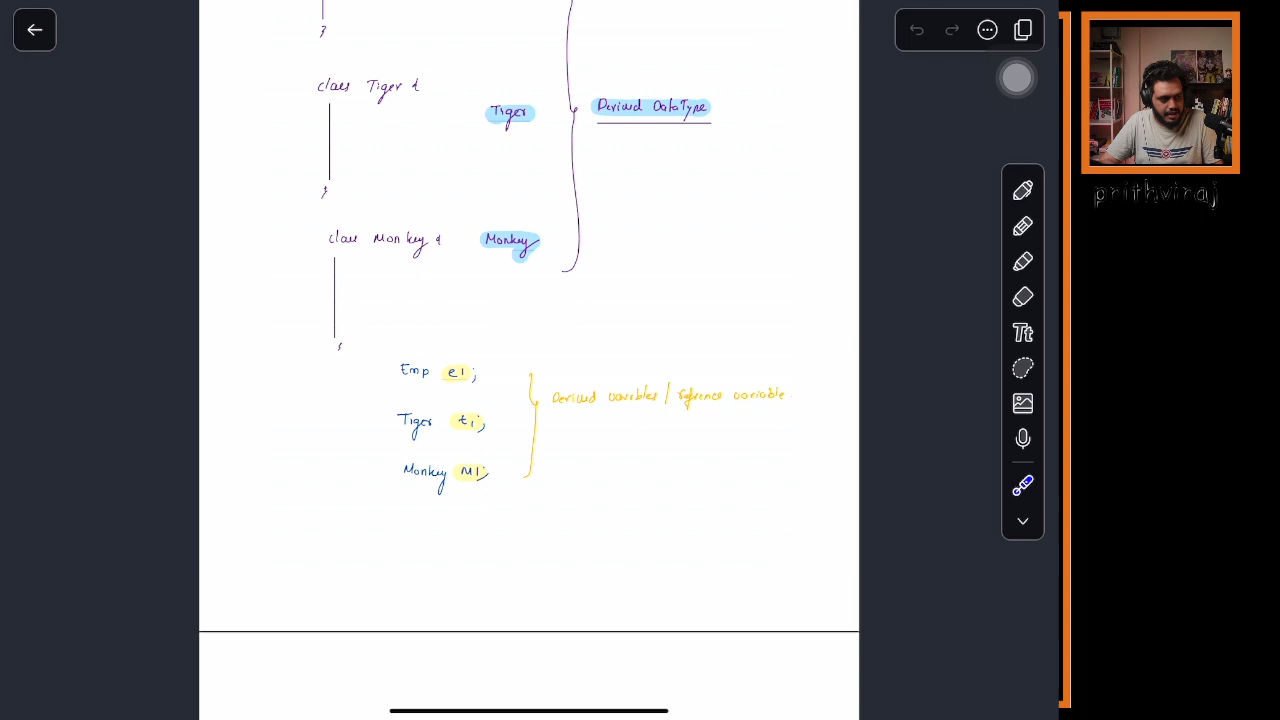 }
class Tiger {
Tiger
Derived DataType
}
class Monkey {
Monkey
}
Emp e1;
Derived variables / reference variable
Tiger t1;
Monkey M1;
Tt
prithviraj